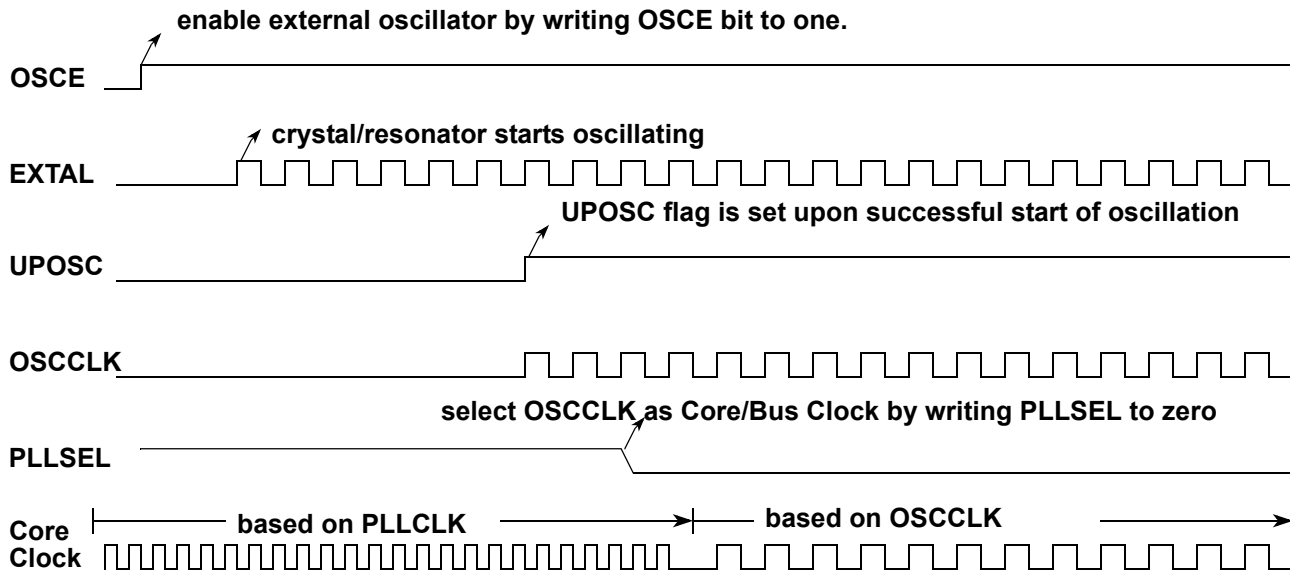 enable external oscillator by writing OSCE bit to one.
OSCE
crystal/resonator starts oscillating
EXTAL
UPOSC flag is set upon successful start of oscillation
UPOSC
OSCCLK
select OSCCLK as Core/Bus Clock by writing PLLSEL to zero
PLLSEL
based on PLLCLK
based on OSCCLK
Core
Clock